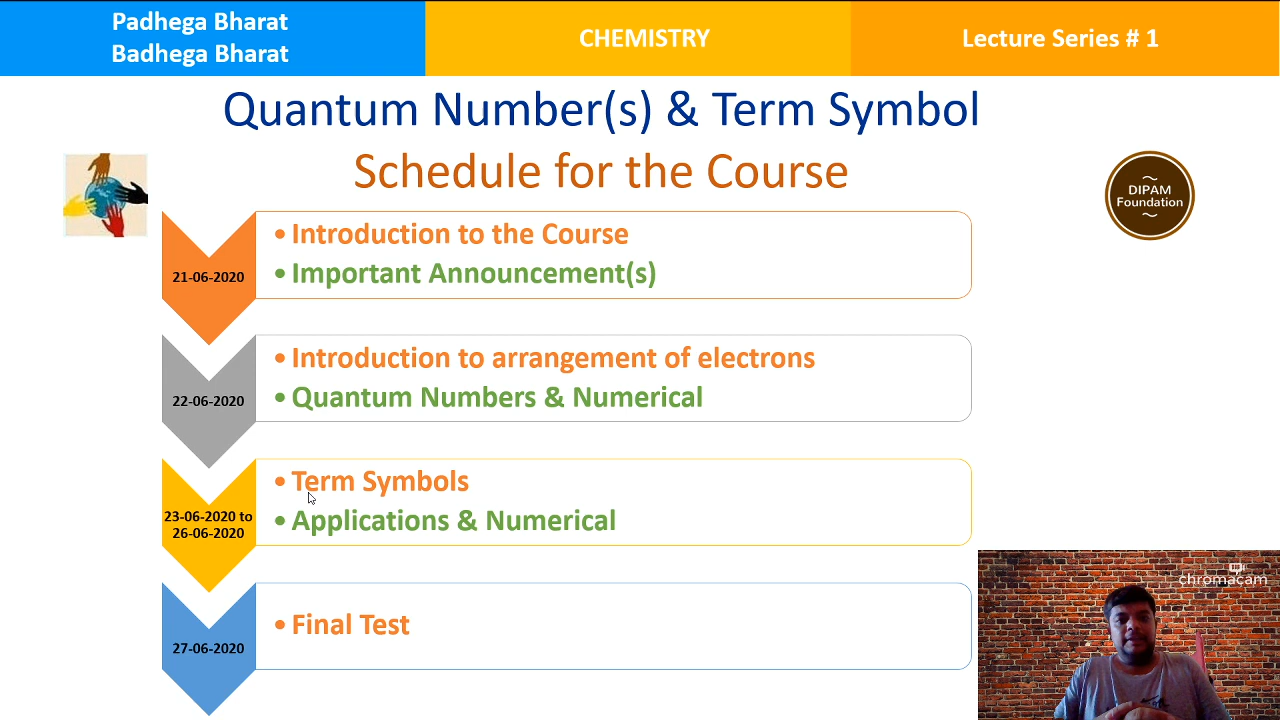 Padhega Bharat
Badhega Bharat
CHEMISTRY
Lecture Series # 1
Quantum Number(s) & Term Symbol
Schedule for the Course
DIPAM
Foundation
21-06-2020
• Introduction to the Course
• Important Announcement(s)
22-06-2020
• Introduction to arrangement of electrons
• Quantum Numbers & Numerical
23-06-2020 to
26-06-2020
• Term Symbols
• Applications & Numerical
27-06-2020
• Final Test
chromacam